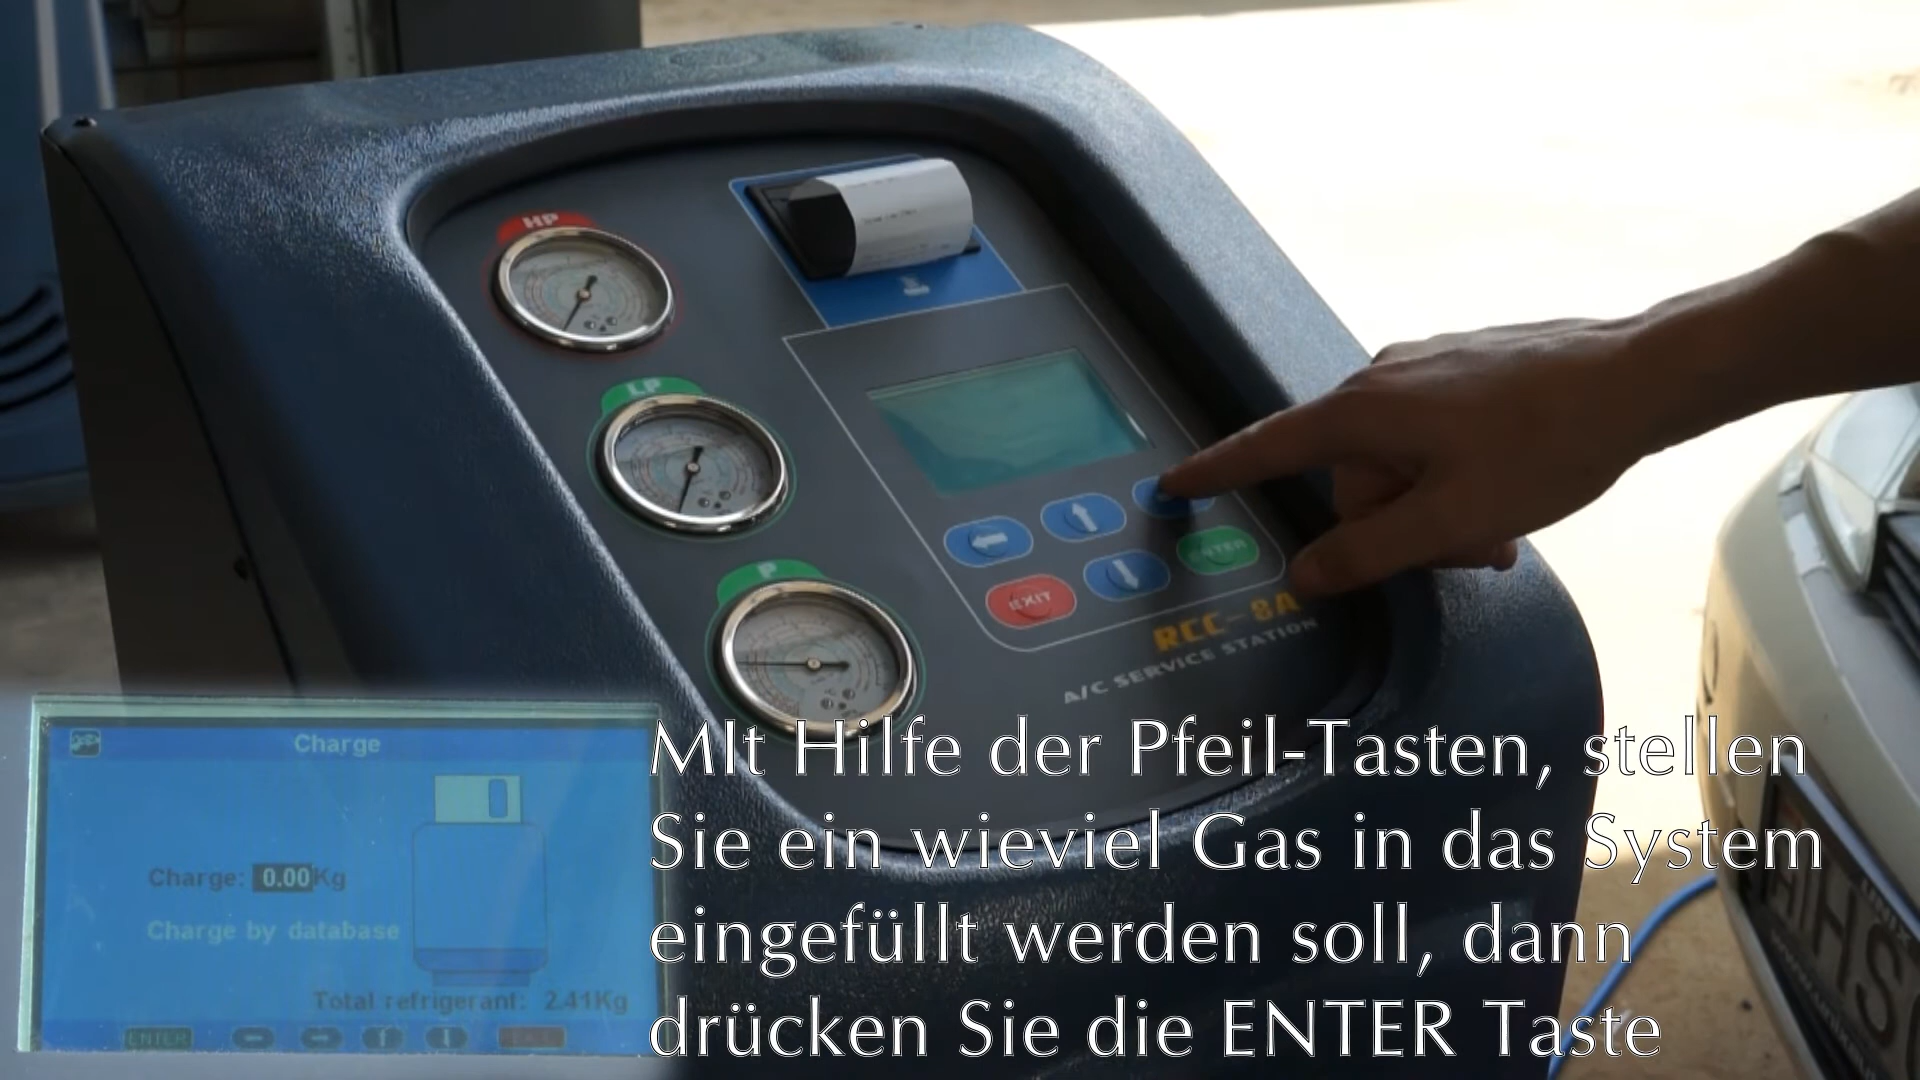 HP
LP
P
ENTER
EXIT
RCC-8A
A/C SERVICE STATION
Charge
Charge: 0.00Kg
Charge by database
Total refrigerant: 2.41Kg
ENTER
MIt Hilfe der Pfeil-Tasten, stellen
Sie ein wieviel Gas in das System
eingefüllt werden soll, dann
drücken Sie die ENTER Taste